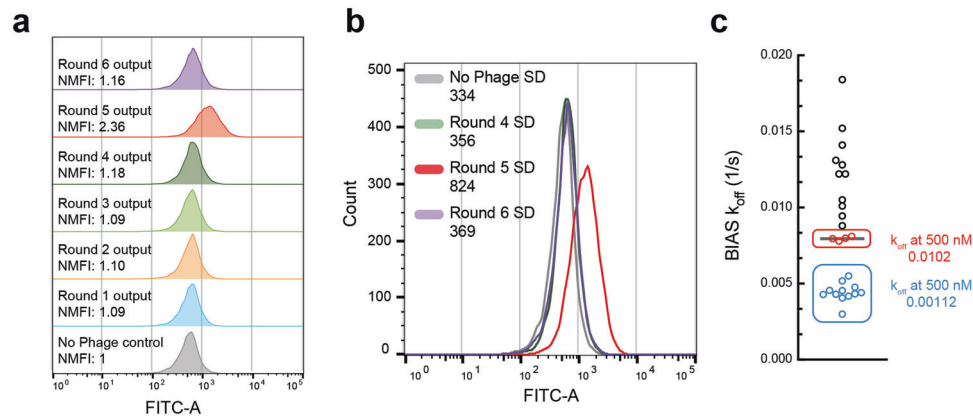 a
Round 6 output
NMFI: 1.16
Round 5 output
NMFI: 2.36
Round 4 output
NMFI: 1.18
Round 3 output
NMFI: 1.09
Round 2 output
NMFI: 1.10
Round 1 output
NMFI: 1.09
No Phage control
NMFI: 1
10^0 10^1 10^2 10^3 10^4 10^5
FITC-A
b
500
400
300
200
100
0
Count
No Phage SD
334
Round 4 SD
356
Round 5 SD
824
Round 6 SD
369
10^0 10^1 10^2 10^3 10^4 10^5
FITC-A
c
0.020
0.015
0.010
0.005
0.000
BIAS k_off (1/s)
k_off at 500 nM
0.0102
k_off at 500 nM
0.00112